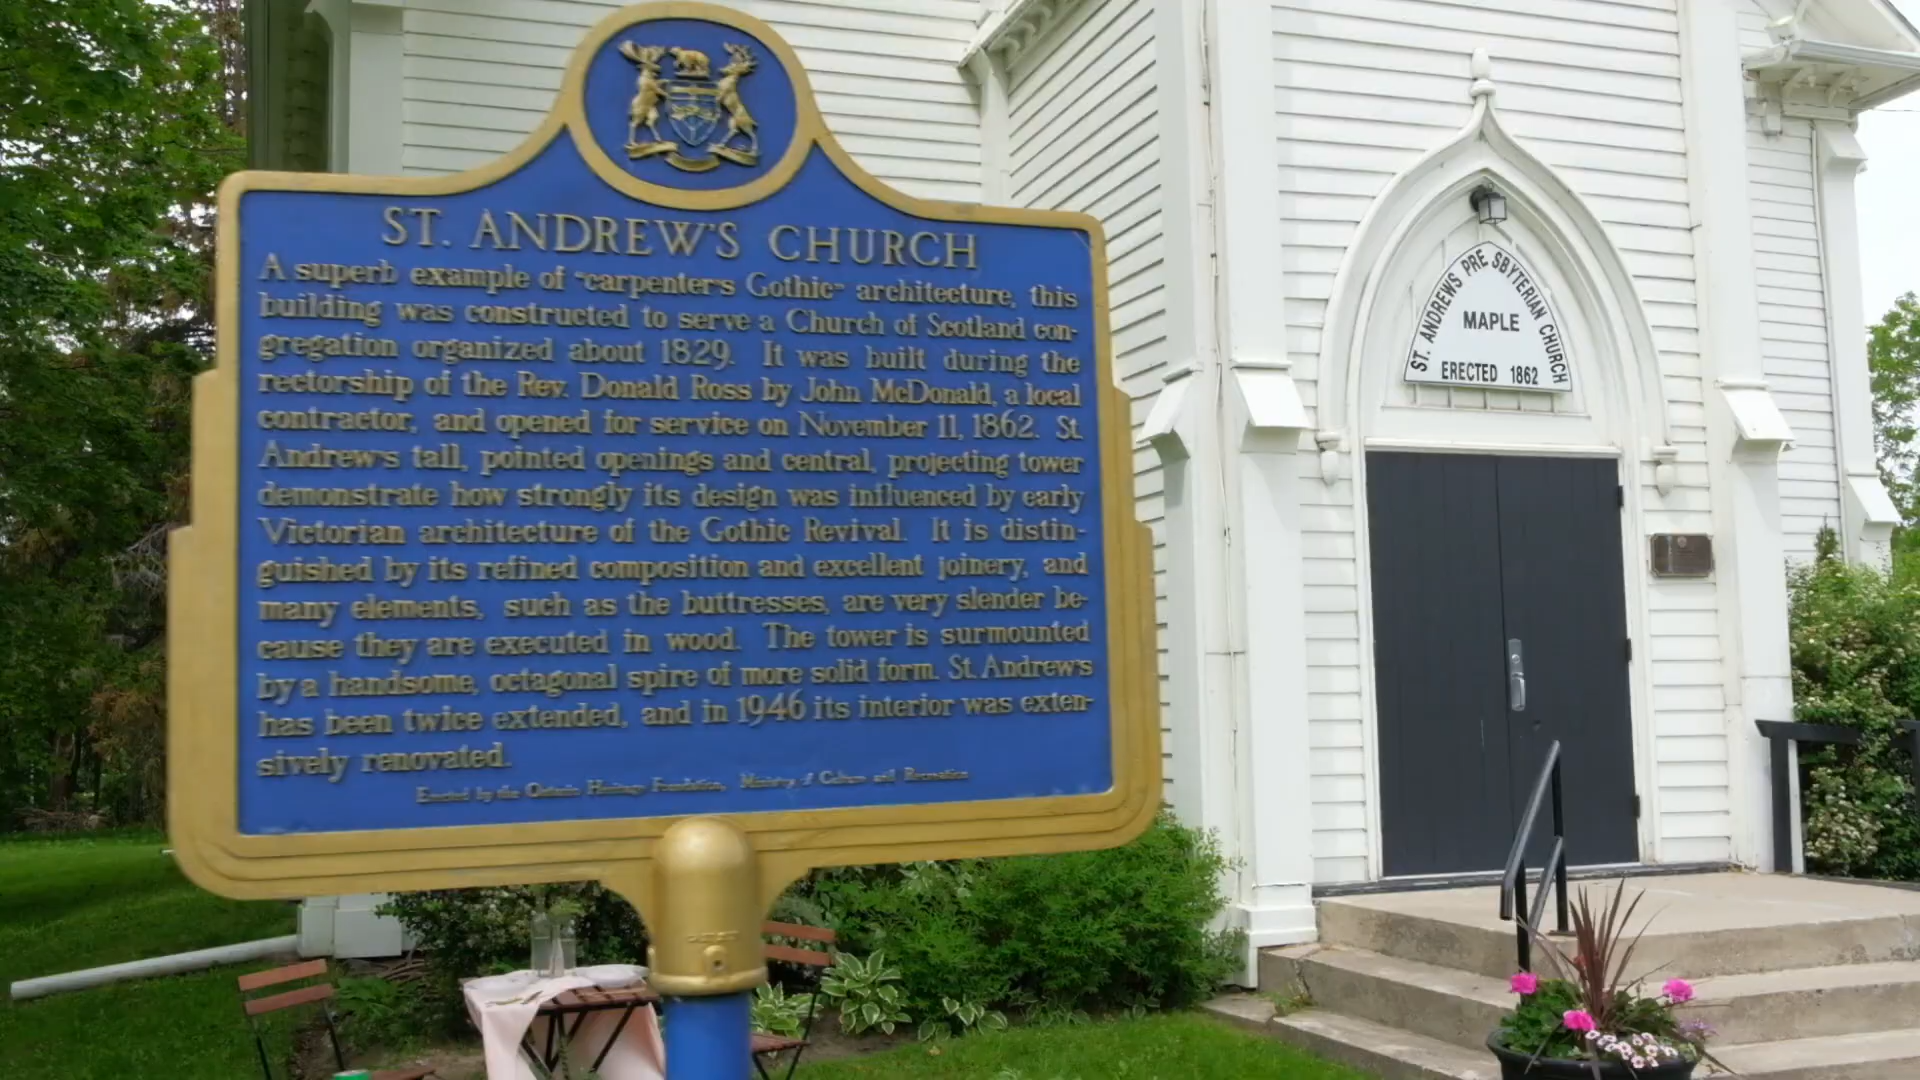 ST. ANDREW'S CHURCH
A superb example of "carpenter's Gothic" architecture, this
building was constructed to serve a Church of Scotland con-
gregation organized about 1829. It was built during the
rectorship of the Rev. Donald Ross by John McDonald, a local
contractor, and opened for service on November 11, 1862. St.
Andrew's tall, pointed openings and central, projecting tower
demonstrate how strongly its design was influenced by early
Victorian architecture of the Gothic Revival. It is distin-
guished by its refined composition and excellent joinery, and
many elements, such as the buttresses, are very slender be-
cause they are executed in wood. The tower is surmounted
by a handsome, octagonal spire of more solid form. St. Andrew's
has been twice extended, and in 1946 its interior was exten-
sively renovated.
Erected by the Ontario Heritage Foundation, Ministry of Culture and Recreation
ST. ANDREWS PRESBYTERIAN CHURCH
MAPLE
ERECTED 1862